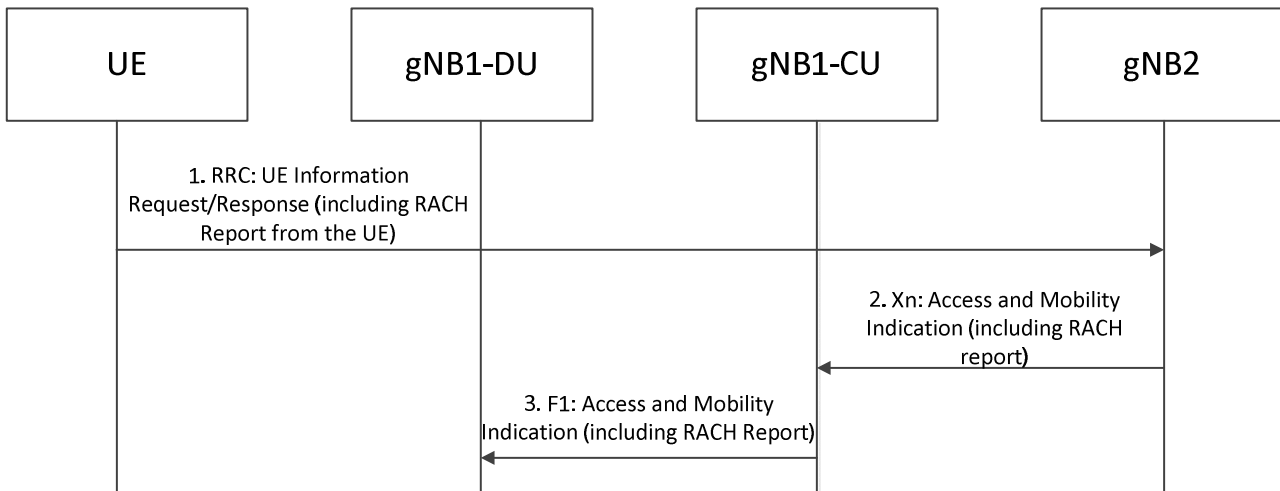 UE
gNB1-DU
gNB1-CU
gNB2
1. RRC: UE Information
Request/Response (including RACH
Report from the UE)
2. Xn: Access and Mobility
Indication (including RACH
report)
3. F1: Access and Mobility
Indication (including RACH Report)